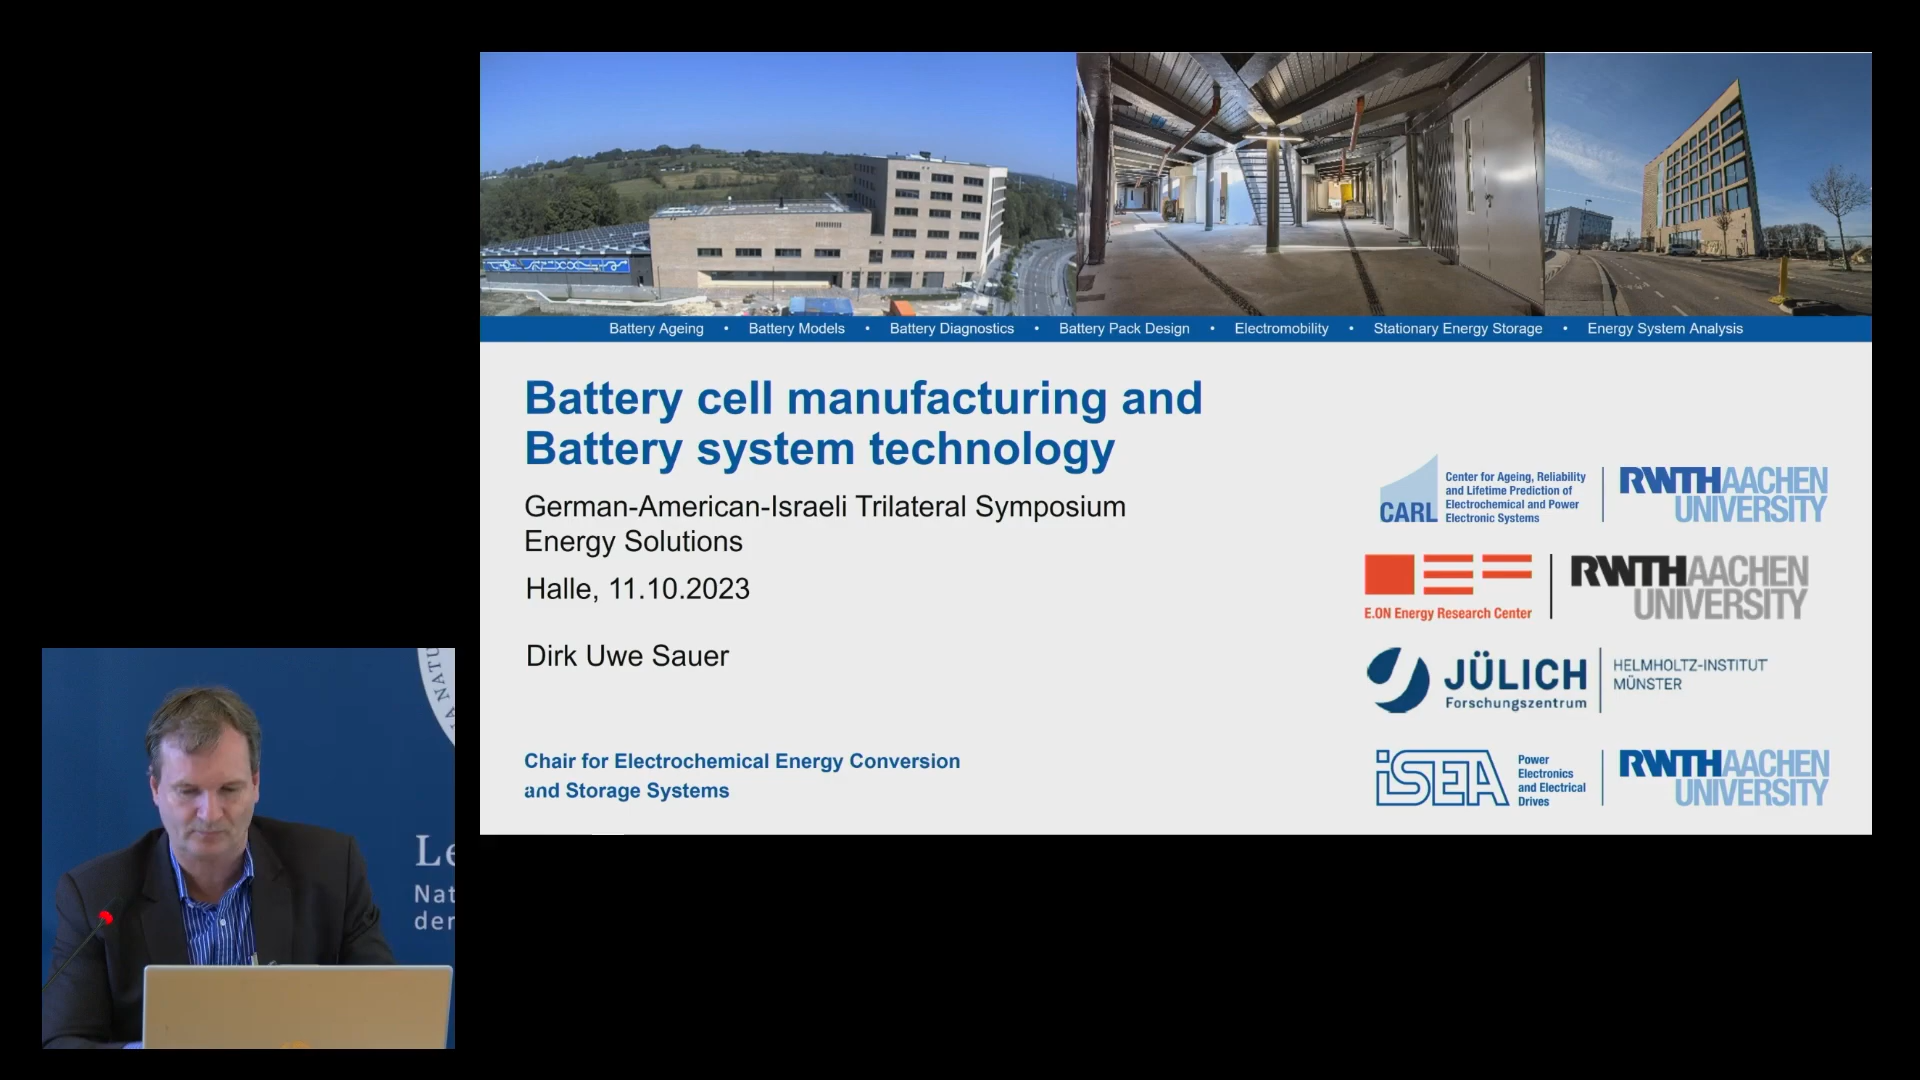 Battery Ageing • Battery Models • Battery Diagnostics • Battery Pack Design • Electromobility • Stationary Energy Storage • Energy System Analysis
Battery cell manufacturing and
Battery system technology
German-American-Israeli Trilateral Symposium
Energy Solutions
Halle, 11.10.2023
Dirk Uwe Sauer
Chair for Electrochemical Energy Conversion
and Storage Systems
CARL
Center for Ageing, Reliability
and Lifetime Prediction of
Electrochemical and Power
Electronic Systems
RWTHAACHEN
UNIVERSITY
E.ON Energy Research Center
RWTHAACHEN
UNIVERSITY
JÜLICH
Forschungszentrum
HELMHOLTZ-INSTITUT
MÜNSTER
iSEA
Power
Electronics
and Electrical
Drives
RWTHAACHEN
UNIVERSITY
A NATU
Le
Nat
der